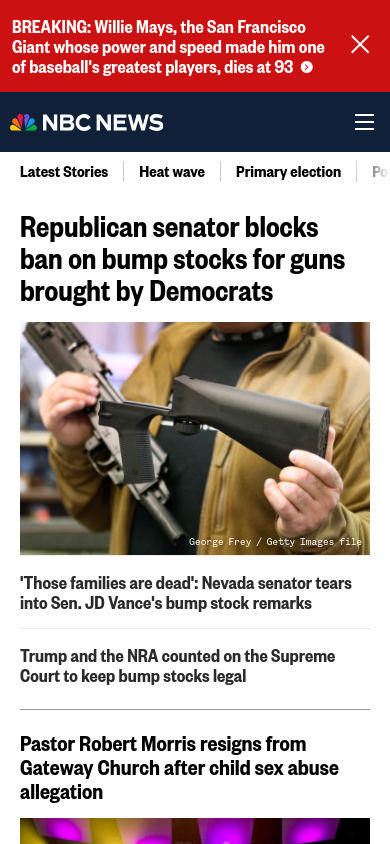 BREAKING: Willie Mays, the San Francisco
Giant whose power and speed made him one
of baseball's greatest players, dies at 93
NBC NEWS
Latest Stories
Heat wave
Primary election
Po
Republican senator blocks
ban on bump stocks for guns
brought by Democrats
George Frey / Getty Images file
'Those families are dead': Nevada senator tears
into Sen. JD Vance's bump stock remarks
Trump and the NRA counted on the Supreme
Court to keep bump stocks legal
Pastor Robert Morris resigns from
Gateway Church after child sex abuse
allegation